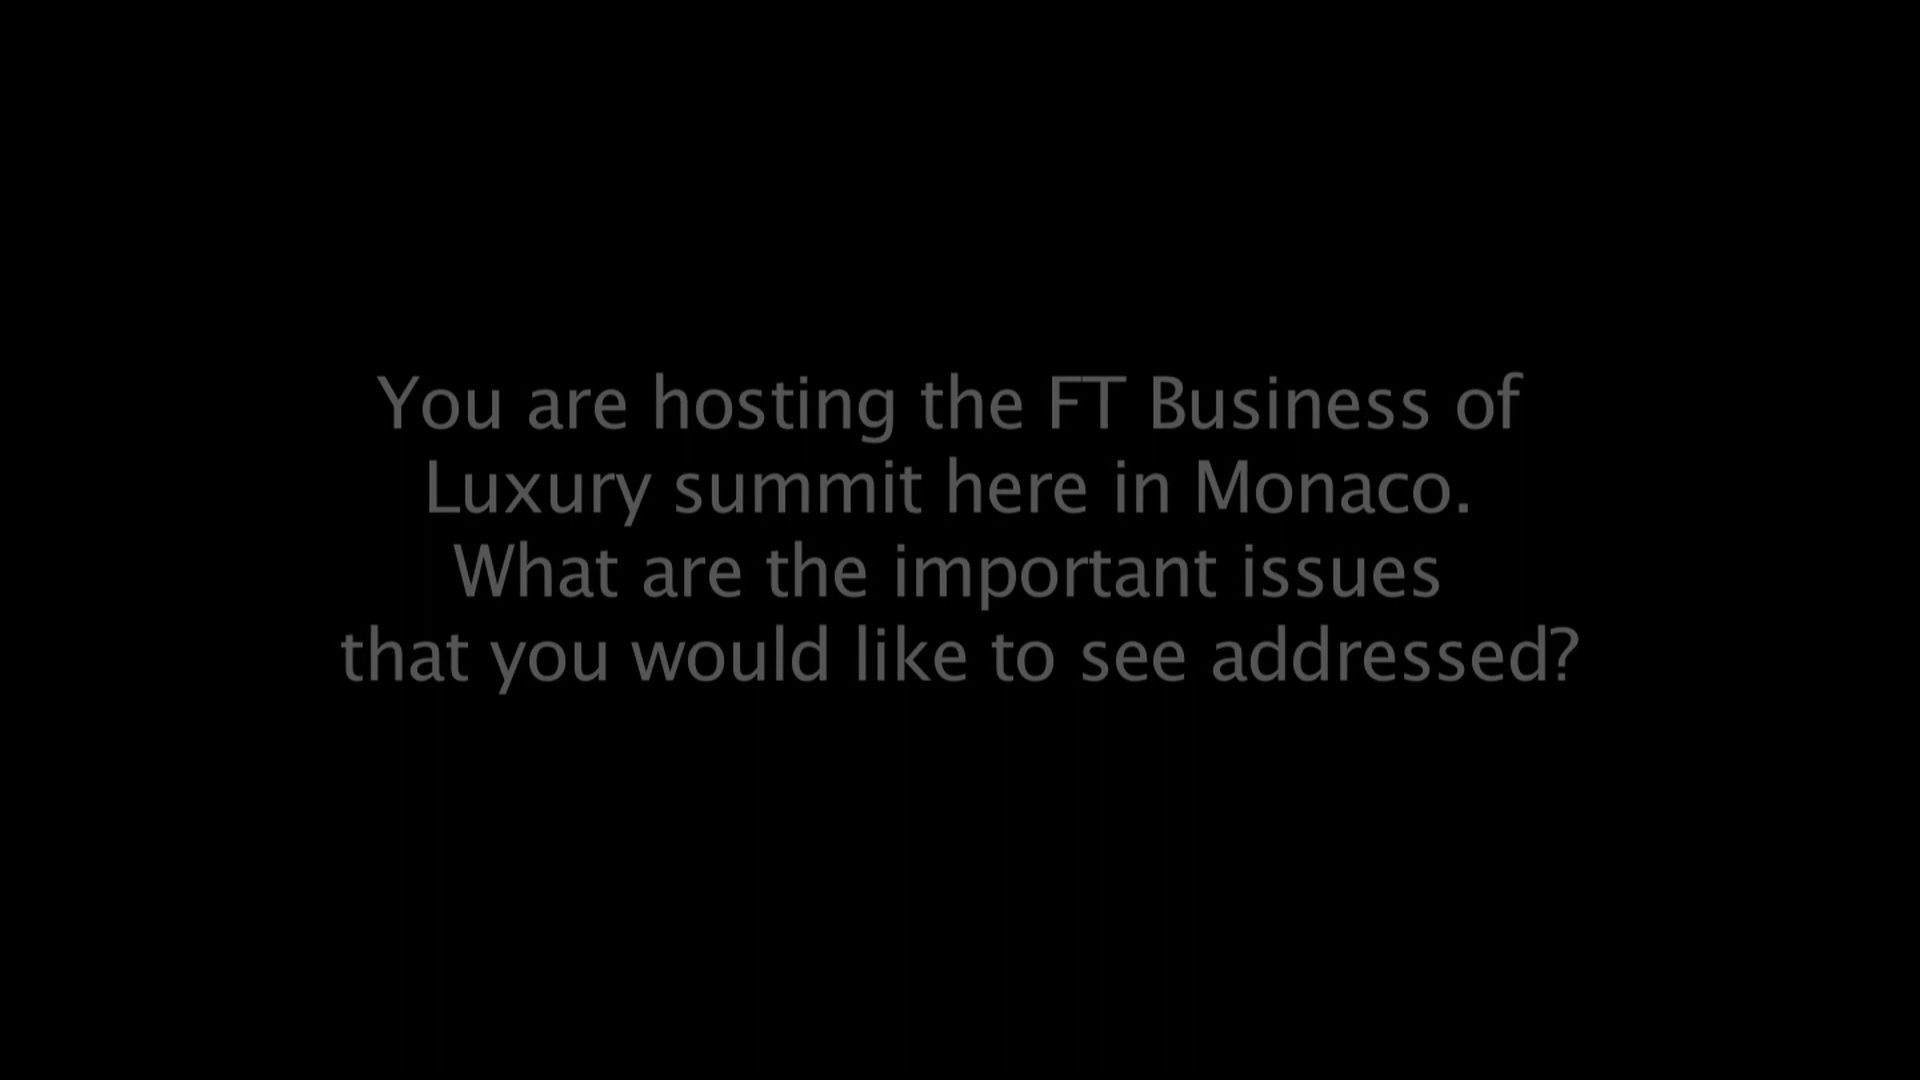 You are hosting the FT Business of
Luxury summit here in Monaco.
What are the important issues
that you would like to see addressed?